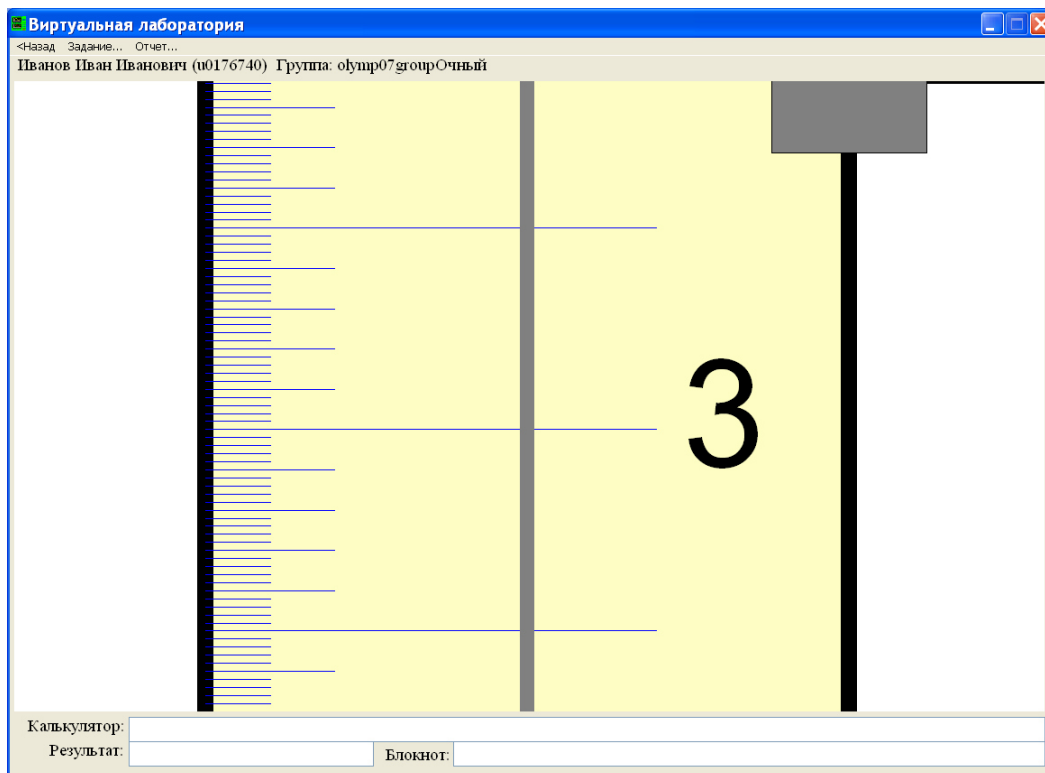 Виртуальная лаборатория
<Назад Задание... Отчет...
Иванов Иван Иванович (u0176740) Группа: olymp07groupОчный
3
Калькулятор:
Результат: Блокнот: